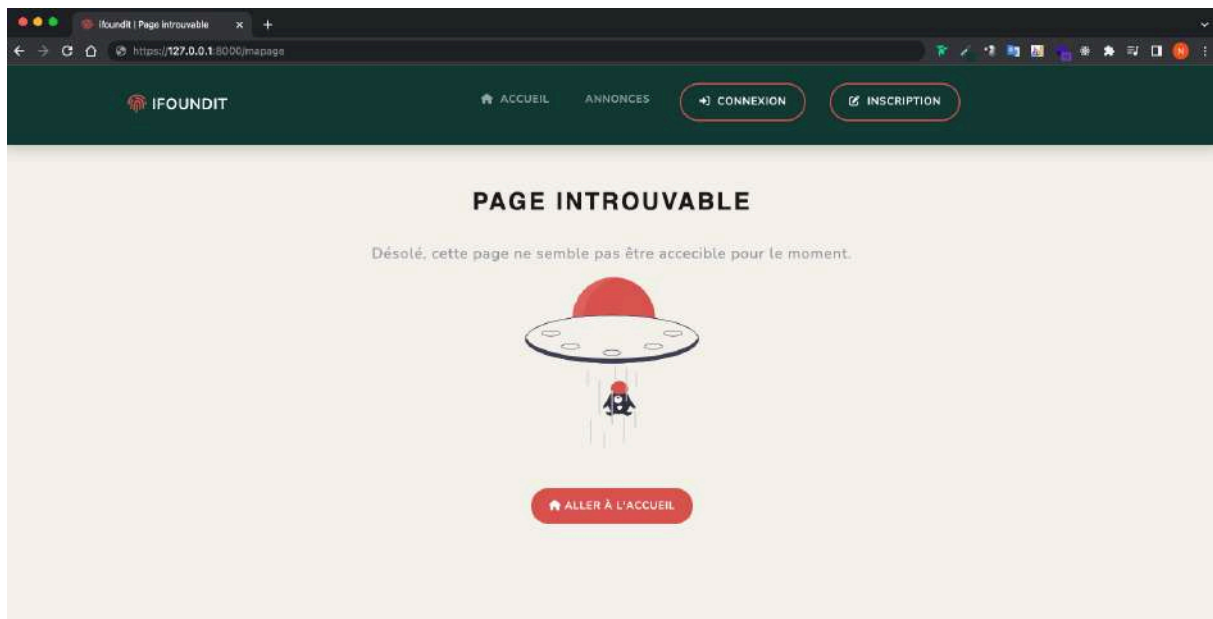 ifoundit | Page introuvable
https://127.0.0.1:8000/mapage
IFOUNDIT
ACCUEIL
ANNONCES
CONNEXION
INSCRIPTION
PAGE INTROUVABLE
Désolé, cette page ne semble pas être accecible pour le moment.
ALLER À L'ACCUEIL